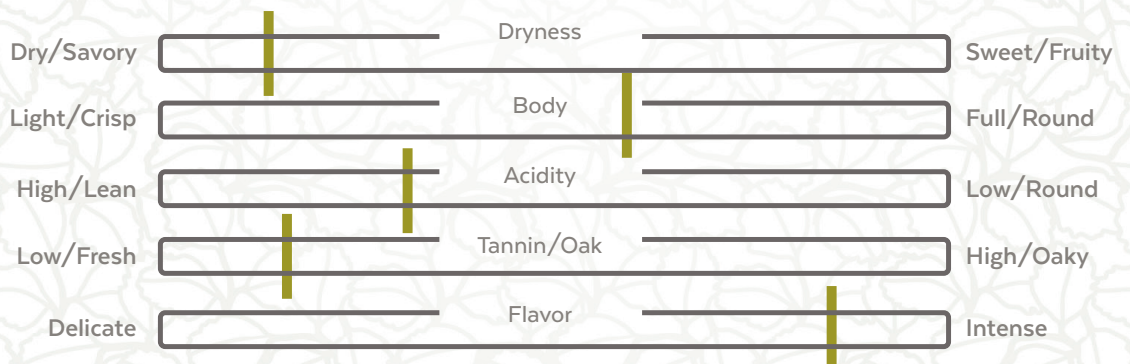 Dryness
Dry/Savory Sweet/Fruity
Body
Light/Crisp Full/Round
Acidity
High/Lean Low/Round
Tannin/Oak
Low/Fresh High/Oaky
Flavor
Delicate Intense